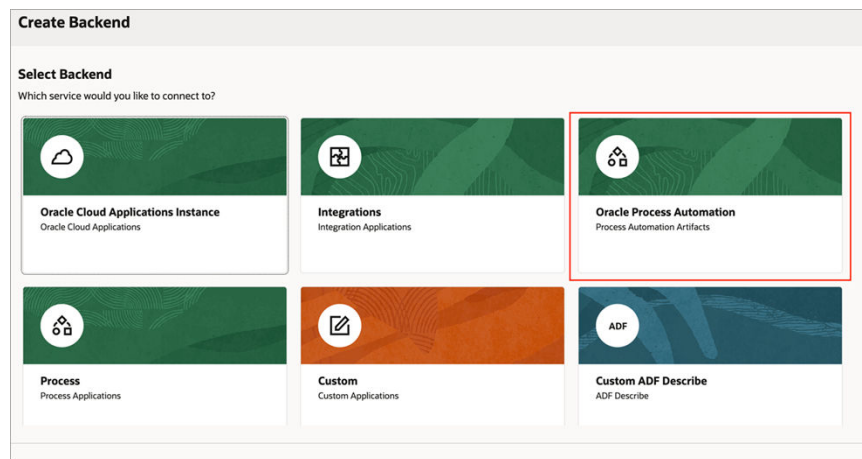 Create Backend
Select Backend
Which service would you like to connect to?
Oracle Cloud Applications Instance
Oracle Cloud Applications
Integrations
Integration Applications
Oracle Process Automation
Process Automation Artifacts
ADF
Process
Process Applications
Custom
Custom Applications
Custom ADF Describe
ADF Describe